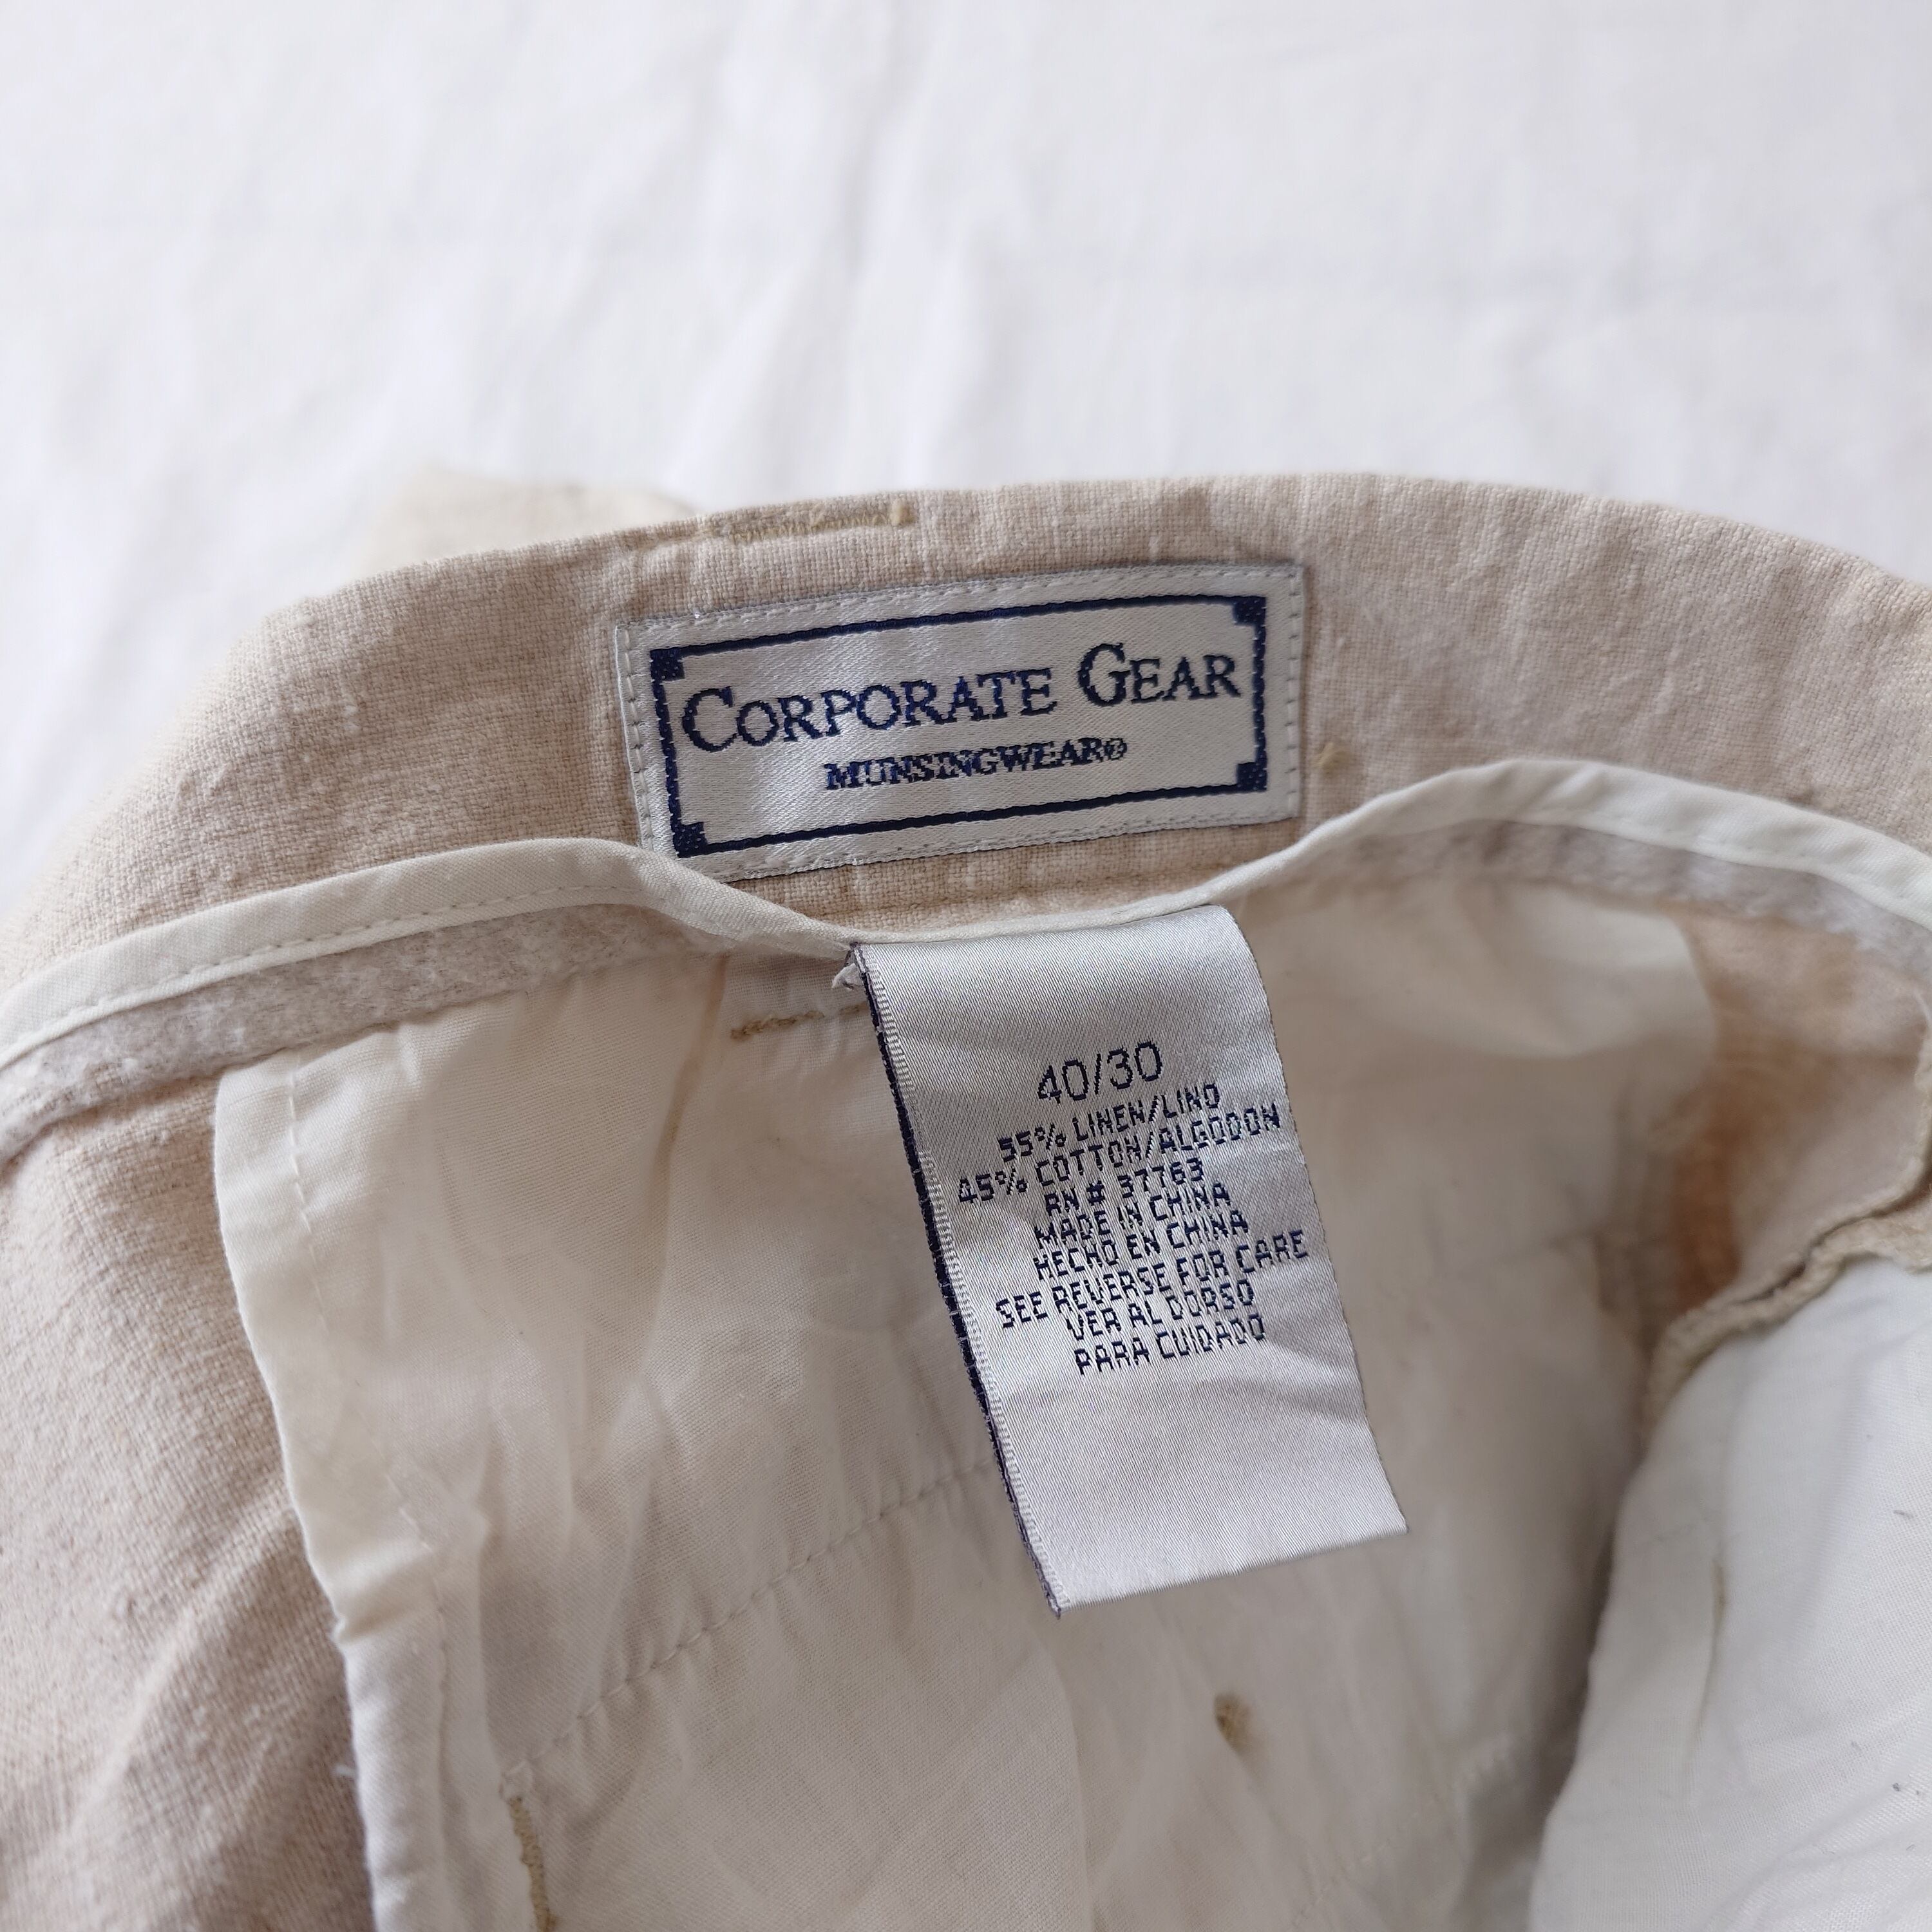 CORPORATE GEAR
MUNSINGWEAR®
40/30
55% LINEN/LINO
45% COTTON/ALGODON
RN # 37763
MADE IN CHINA
HECHO EN CHINA
SEE REVERSE FOR CARE
VER AL DORSO
PARA CUIDADO